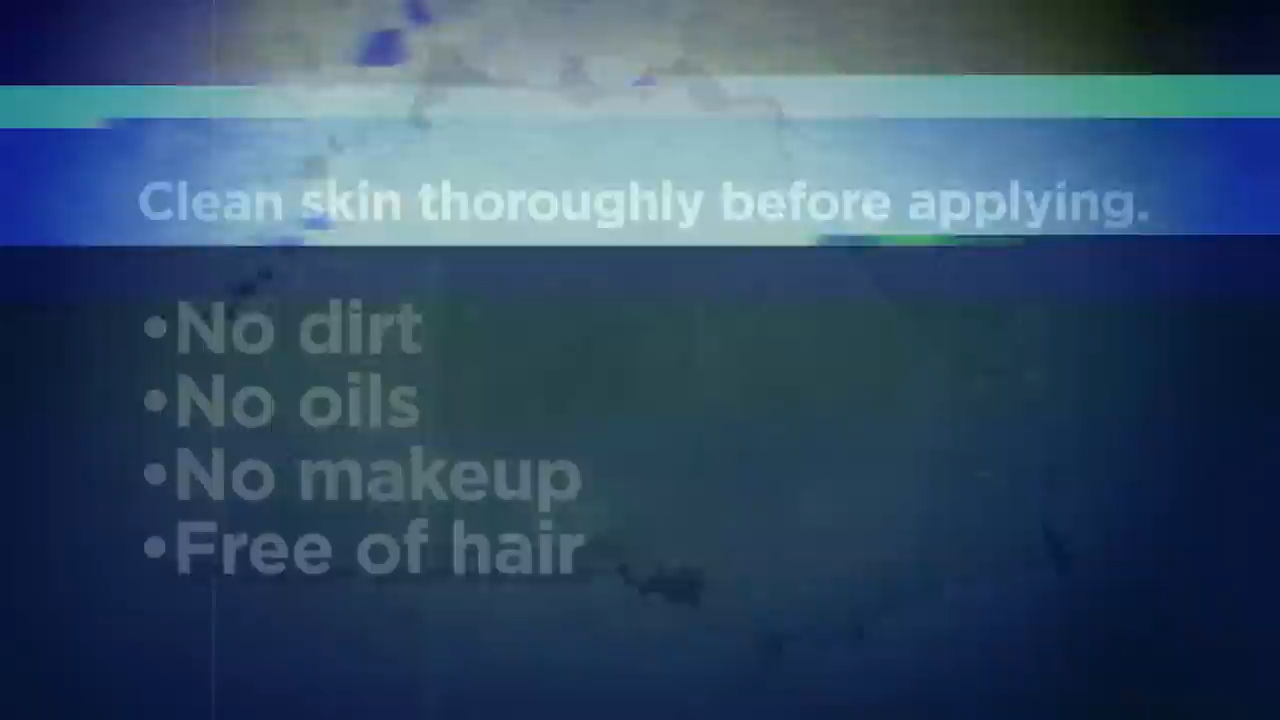 Clean skin thoroughly before applying.
•No dirt
•No oils
•No makeup
•Free of hair